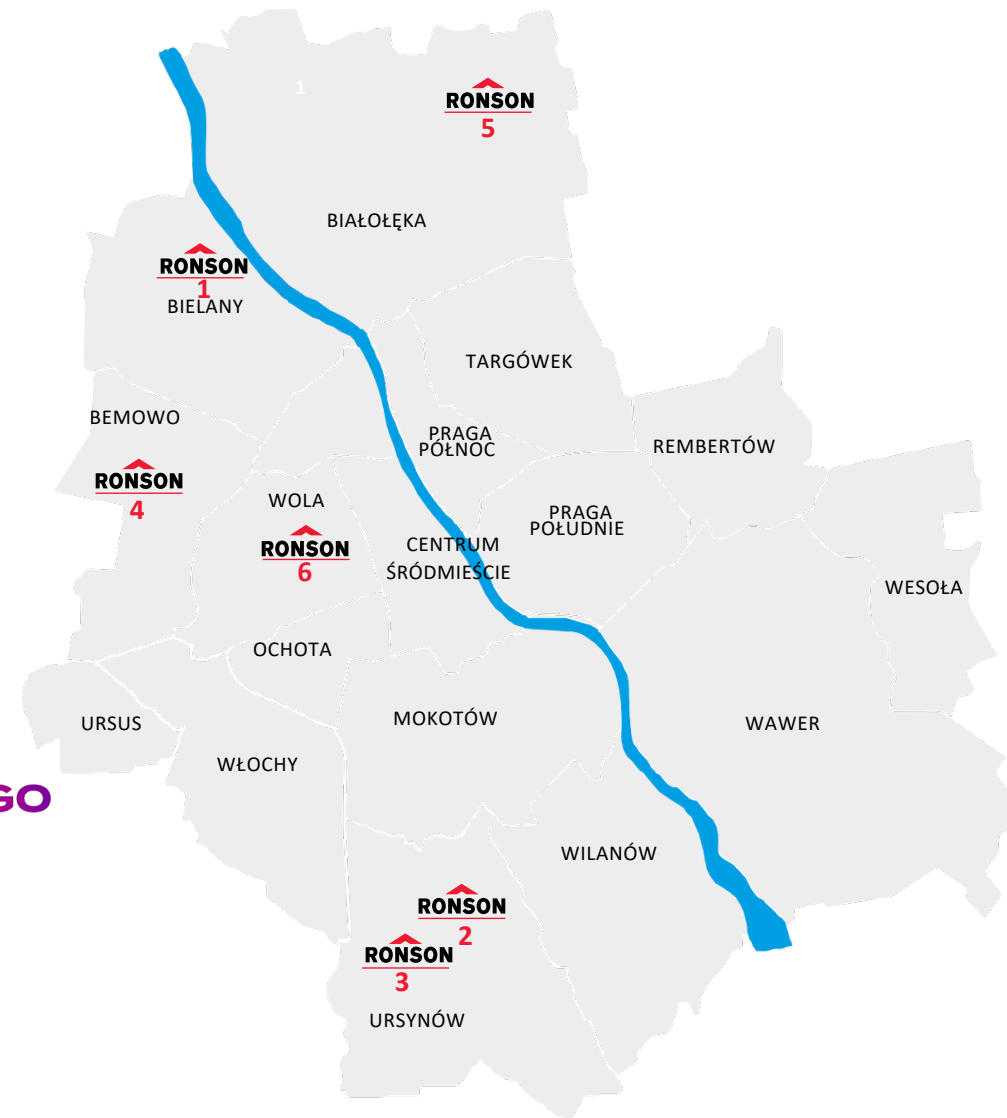 1
RONSON
5
BIAŁOŁĘKA
RONSON
1
BIELANY
TARGÓWEK
BEMOWO
PRAGA
PÓŁNOC
REMBERTÓW
RONSON
4
WOLA
RONSON
6
PRAGA
POŁUDNIE
CENTRUM
ŚRÓDMIEŚCIE
WESOŁA
OCHOTA
URSUS
MOKOTÓW
WAWER
WŁOCHY
GO
WILANÓW
RONSON
2
RONSON
3
URSYNÓW